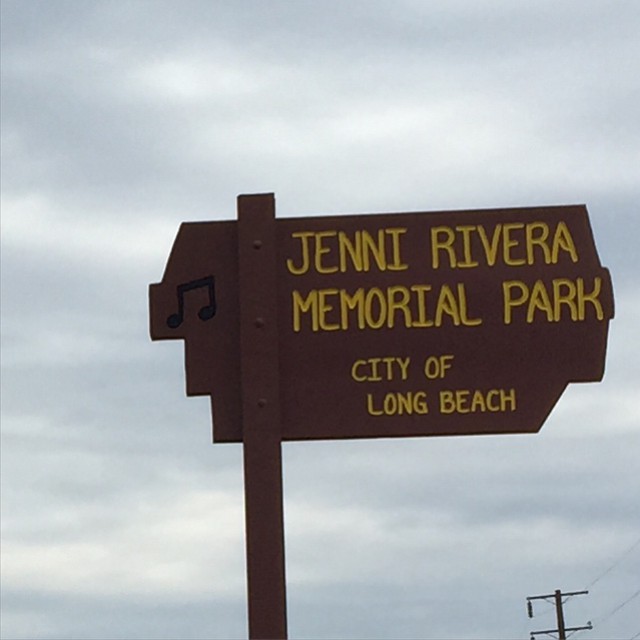 JENNI RIVERA
MEMORIAL PARK
CITY OF
LONG BEACH